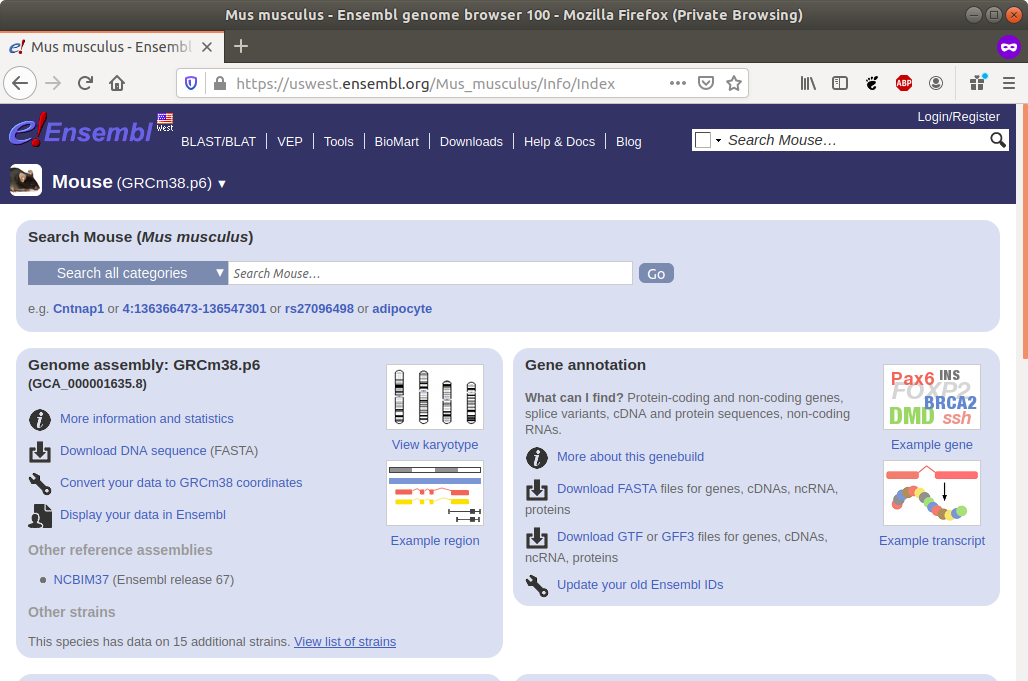 Mus musculus - Ensembl genome browser 100 - Mozilla Firefox (Private Browsing)
e! Mus musculus - Ensembl
https://uswest.ensembl.org/Mus_musculus/Info/Index
ABP
Login/Register
e!Ensembl West
BLAST/BLAT VEP Tools BioMart Downloads Help & Docs Blog
Search Mouse…
Mouse (GRCm38.p6) ▼
Search Mouse (Mus musculus)
Search all categories ▼ Search Mouse… Go
e.g. Cntnap1 or 4:136366473-136547301 or rs27096498 or adipocyte
Genome assembly: GRCm38.p6
(GCA_000001635.8)
More information and statistics
Download DNA sequence (FASTA)
Convert your data to GRCm38 coordinates
Display your data in Ensembl
Other reference assemblies
• NCBIM37 (Ensembl release 67)
Other strains
This species has data on 15 additional strains. View list of strains
View karyotype
Example region
Gene annotation
What can I find? Protein-coding and non-coding genes,
splice variants, cDNA and protein sequences, non-coding
RNAs.
More about this genebuild
Download FASTA files for genes, cDNAs, ncRNA,
proteins
Download GTF or GFF3 files for genes, cDNAs,
ncRNA, proteins
Update your old Ensembl IDs
Pax6 INS
FOXP2
BRCA2
DMD ssh
Example gene
Example transcript